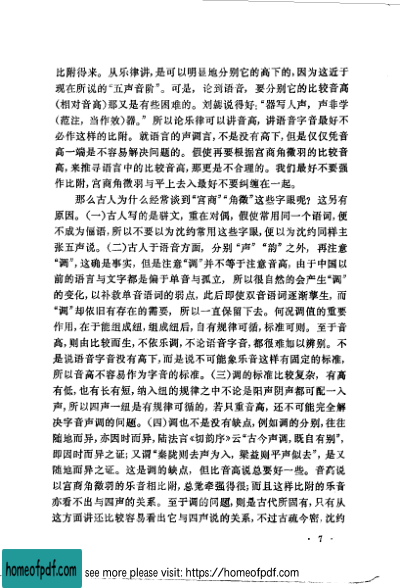 比附得来。从乐律讲,是可以明显地分别它的高下的,因为这近于
现在所说的“五声音阶”。可是,论到语音,要分别它的比较音高
(相对音高)那又是有些困难的。刘勰说得好:“器写人声,声非学
(范注,当作效)器。”所以论乐律可以讲音高,讲语音字音最好不
必作这样的比附。就语言的声调言,不是没有高下,但是仅仅凭音
高一端是不容易解决问题的。假使再要根据宫商角徵羽的比较音
高,来推寻语言中的比较音高,那更是不合理的。我们最好不要强
作比附,宫商角徵羽与平上去入最好不要纠缠在一起。
那么古人为什么经常谈到“宫商”“角徵”这些字眼呢?这另有
原因。(一)古人写的是骈文,重在对偶,假使常用同一个语词,便
不成为俪语,所以不要以为沈约常用这些字眼,便以为沈约同样主
张五声说。(二)古人于语音方面,分别“声”“韵”之外,再注意
“调”,这确是事实,但是注意“调”并不等于注意音高。由于中国以
前的语言与文字都是偏于单音与孤立,所以很自然的会产生“调”
的变化,以补救单音语词的弱点,此后即使双音语词逐渐孳生,而
“调”却依旧有存在的需要,所以一直保留下去。何况调值的重要
作用,在于能组成纽,组成纽后,自有规律可循,标准可则。至于音
高,则由比较而生,不依乐调,不论语音字音,都很难加以辨别。不
是说语音字音没有高下,而是说不可能象乐音这样有固定的标准,
所以音高不容易作为字音的标准。(三)调的标准比较复杂,有高
有低,也有长有短,纳入纽的规律之中不论是阳声阴声都可配一入
声,所以四声一纽是有规律可循的,若只重音高,还不可能完全解
决字音声调的问题。(四)调也不是没有缺点,例如调的分别,往往
随地而异,亦因时而异,陆法言《切韵序》云“古今声调,既自有别”,
即因时而异之证;又谓“秦陇则去声为入,梁益则平声似去”,是又
随地而异之证。这是调的缺点,但比音高说总要好一些。音高说
以宫商角徵羽的乐音相比附,总觉牵强得很;而且这样比附的乐音
亦看不出与四声的关系。至于调的问题,则是古代所固有,只有从
这方面讲还比较容易看出它与四声说的关系,不过古疏今密,沈约
· 7 ·
homeofpdf.com
see more please visit: https://homeofpdf.com